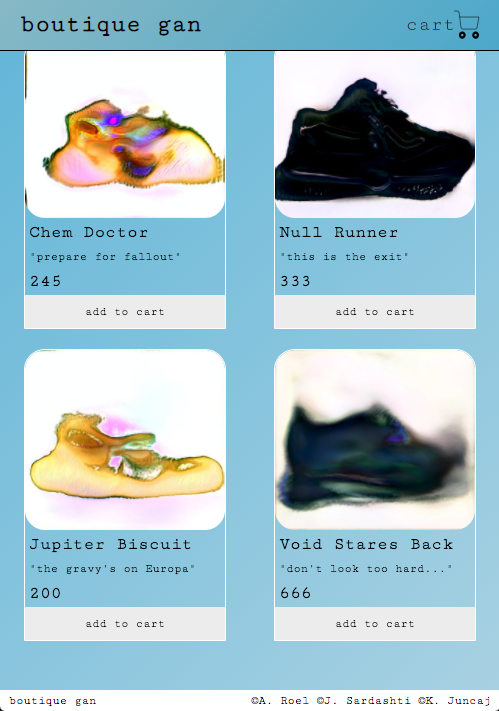 boutique gan
cart
Chem Doctor
"prepare for fallout"
245
add to cart
Null Runner
"this is the exit"
333
add to cart
Jupiter Biscuit
"the gravy's on Europa"
200
add to cart
Void Stares Back
"don't look too hard..."
666
add to cart
boutique gan
©A. Roel ©J. Sardashti ©K. Juncaj